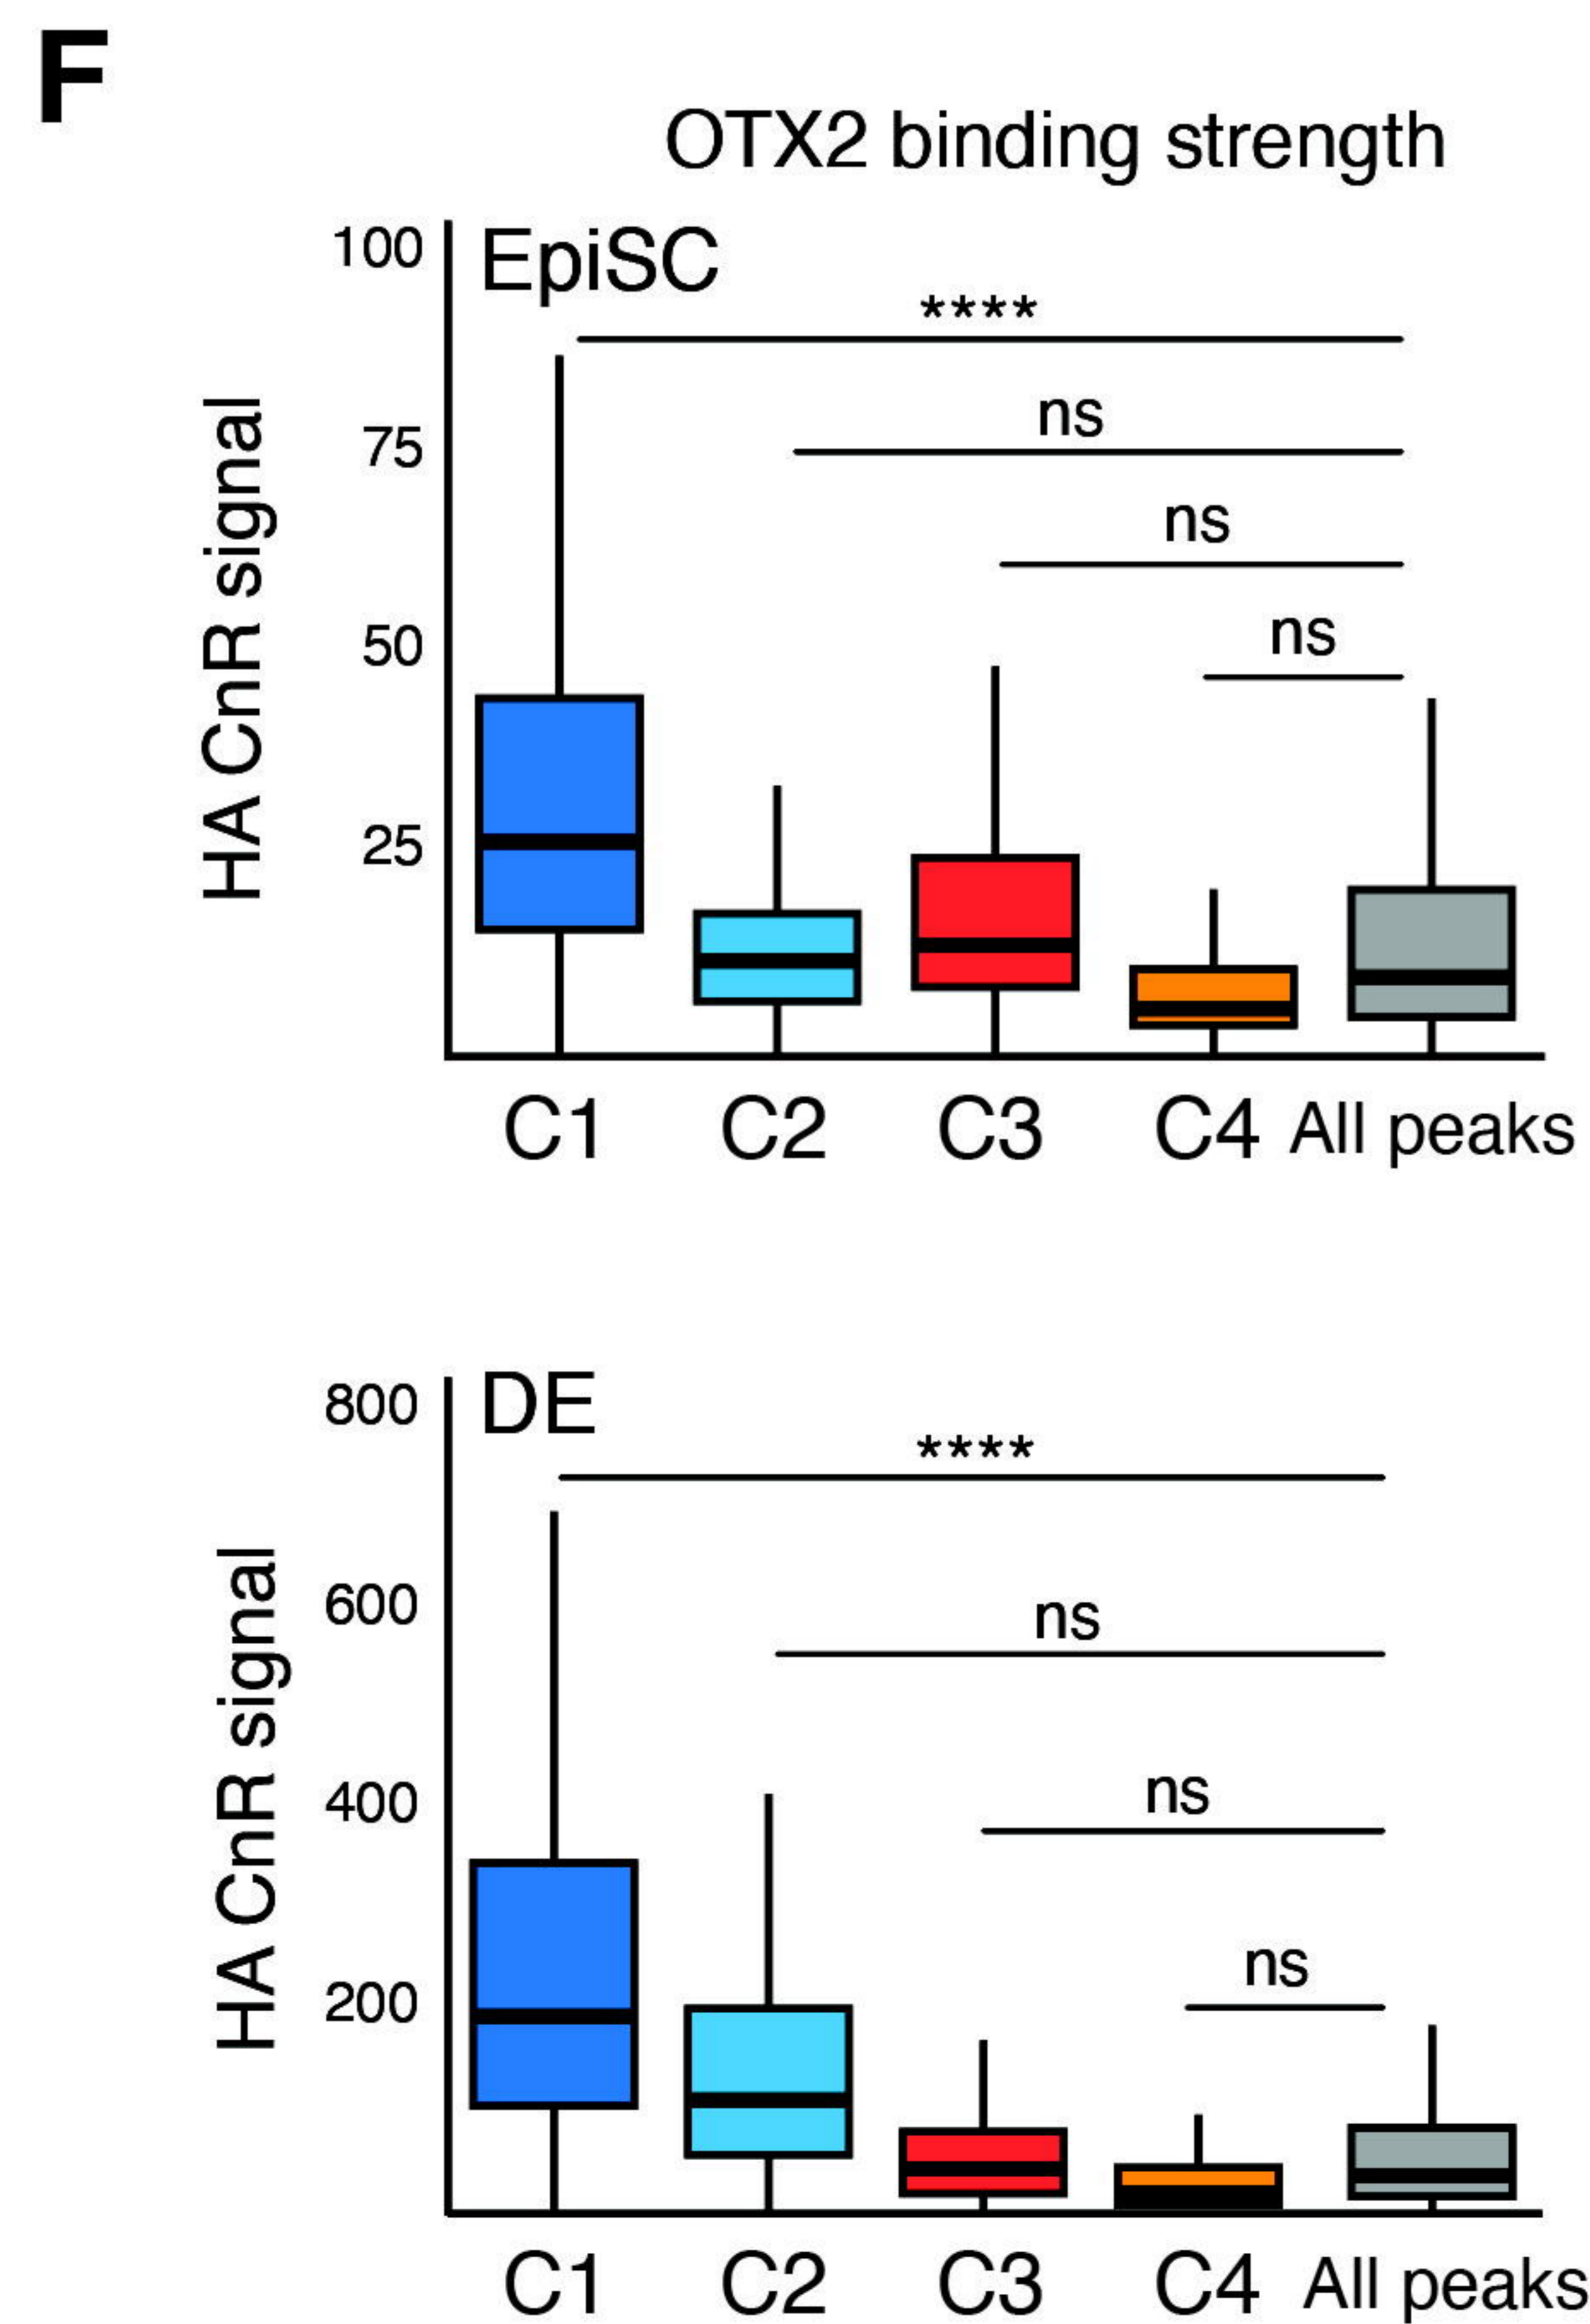 F
OTX2 binding strength
EpiSC
HA CnR signal
100
75
50
25
****
ns
ns
ns
C1 C2 C3 C4 All peaks
DE
HA CnR signal
800
600
400
200
****
ns
ns
ns
C1 C2 C3 C4 All peaks